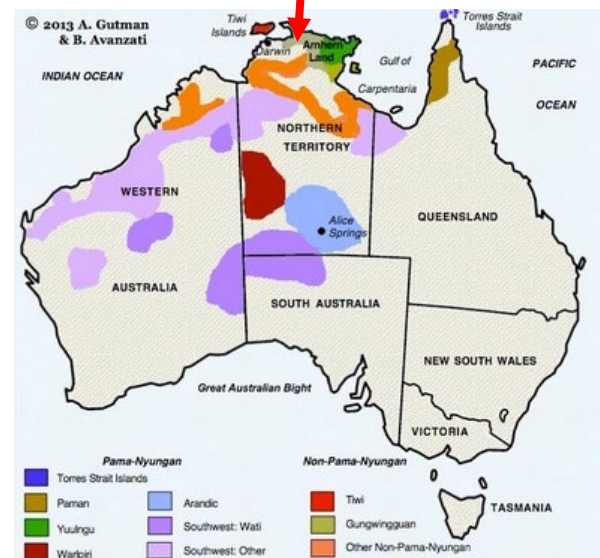 © 2013 A. Gutman
& B. Avanzati
Tiwi
Islands
Darwin
Arnhem
Land
Gulf of
Carpentaria
Torres Strait
Islands
INDIAN OCEAN
PACIFIC
OCEAN
NORTHERN
TERRITORY
WESTERN
AUSTRALIA
Alice
Springs
QUEENSLAND
SOUTH AUSTRALIA
NEW SOUTH WALES
Great Australian Bight
VICTORIA
TASMANIA
Pama-Nyungan
Torres Strait Islands
Paman
Yuulngu
Warlpiri
Arandic
Southwest: Wati
Southwest: Other
Non-Pama-Nyungan
Tiwi
Gungwingguan
Other Non-Pama-Nyungan